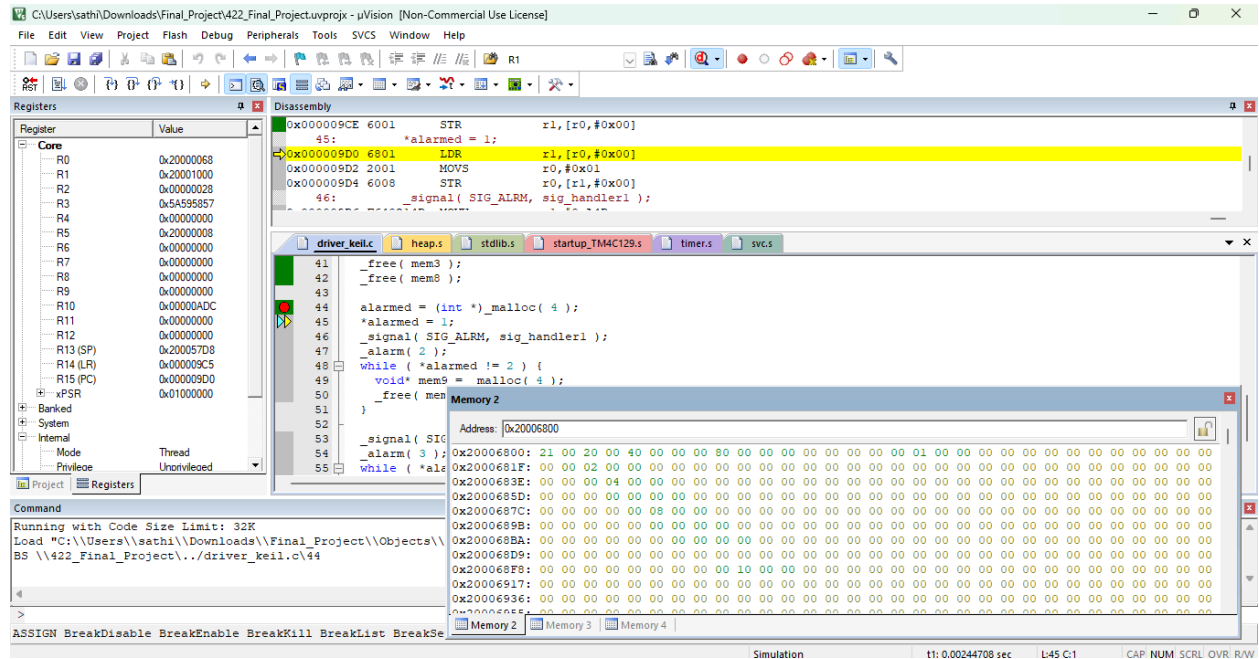 C:\Users\sathi\Downloads\Final_Project\422_Final_Project.uvprojx - µVision [Non-Commercial Use License]
File Edit View Project Flash Debug Peripherals Tools SVCS Window Help
R1
Registers
Register Value
Core
R0 0x20000068
R1 0x20001000
R2 0x00000028
R3 0x5A595857
R4 0x00000000
R5 0x20000008
R6 0x00000000
R7 0x00000000
R8 0x00000000
R9 0x00000000
R10 0x00000ADC
R11 0x00000000
R12 0x00000000
R13 (SP) 0x200057D8
R14 (LR) 0x000009C5
R15 (PC) 0x000009D0
xPSR 0x01000000
Banked
System
Internal
Mode Thread
Privilege Unprivileged
Project Registers
Disassembly
0x000009CE 6001 STR r1,[r0,#0x00]
45: *alarmed = 1;
0x000009D0 6801 LDR r1,[r0,#0x00]
0x000009D2 2001 MOVS r0,#0x01
0x000009D4 6008 STR r0,[r1,#0x00]
46: _signal( SIG_ALRM, sig_handler1 );
driver_keil.c heap.s stdlib.s startup_TM4C129.s timer.s svc.s
41 _free( mem3 );
42 _free( mem8 );
43
44 alarmed = (int *)_malloc( 4 );
45 *alarmed = 1;
46 _signal( SIG_ALRM, sig_handler1 );
47 _alarm( 2 );
48 while ( *alarmed != 2 ) {
49 void* mem9 = _malloc( 4 );
50 _free( mem
51 }
52
53 _signal( SIG
54 _alarm( 3 );
55 while ( *ala
Memory 2
Address: 0x20006800
0x20006800: 21 00 20 00 40 00 00 00 80 00 00 00 00 00 00 00 00 01 00 00 00 00 00 00 00 00 00 00 00 00 00
0x2000681F: 00 00 02 00 00 00 00 00 00 00 00 00 00 00 00 00 00 00 00 00 00 00 00 00 00 00 00 00 00 00 00
0x2000683E: 00 00 00 04 00 00 00 00 00 00 00 00 00 00 00 00 00 00 00 00 00 00 00 00 00 00 00 00 00 00 00
0x2000685D: 00 00 00 00 00 00 00 00 00 00 00 00 00 00 00 00 00 00 00 00 00 00 00 00 00 00 00 00 00 00 00
0x2000687C: 00 00 00 00 00 08 00 00 00 00 00 00 00 00 00 00 00 00 00 00 00 00 00 00 00 00 00 00 00 00 00
0x2000689B: 00 00 00 00 00 00 00 00 00 00 00 00 00 00 00 00 00 00 00 00 00 00 00 00 00 00 00 00 00 00 00
0x200068BA: 00 00 00 00 00 00 00 00 00 00 00 00 00 00 00 00 00 00 00 00 00 00 00 00 00 00 00 00 00 00 00
0x200068D9: 00 00 00 00 00 00 00 00 00 00 00 00 00 00 00 00 00 00 00 00 00 00 00 00 00 00 00 00 00 00 00
0x200068F8: 00 00 00 00 00 00 00 00 00 10 00 00 00 00 00 00 00 00 00 00 00 00 00 00 00 00 00 00 00 00 00
0x20006917: 00 00 00 00 00 00 00 00 00 00 00 00 00 00 00 00 00 00 00 00 00 00 00 00 00 00 00 00 00 00 00
0x20006936: 00 00 00 00 00 00 00 00 00 00 00 00 00 00 00 00 00 00 00 00 00 00 00 00 00 00 00 00 00 00 00
Memory 2 Memory 3 Memory 4
Command
Running with Code Size Limit: 32K
Load "C:\\Users\\sathi\\Downloads\\Final_Project\\Objects\\
BS \\422_Final_Project\../driver_keil.c\44
>
ASSIGN BreakDisable BreakEnable BreakKill BreakList BreakSe
Simulation t1: 0.00244708 sec L:45 C:1 CAP NUM SCRL OVR R/W